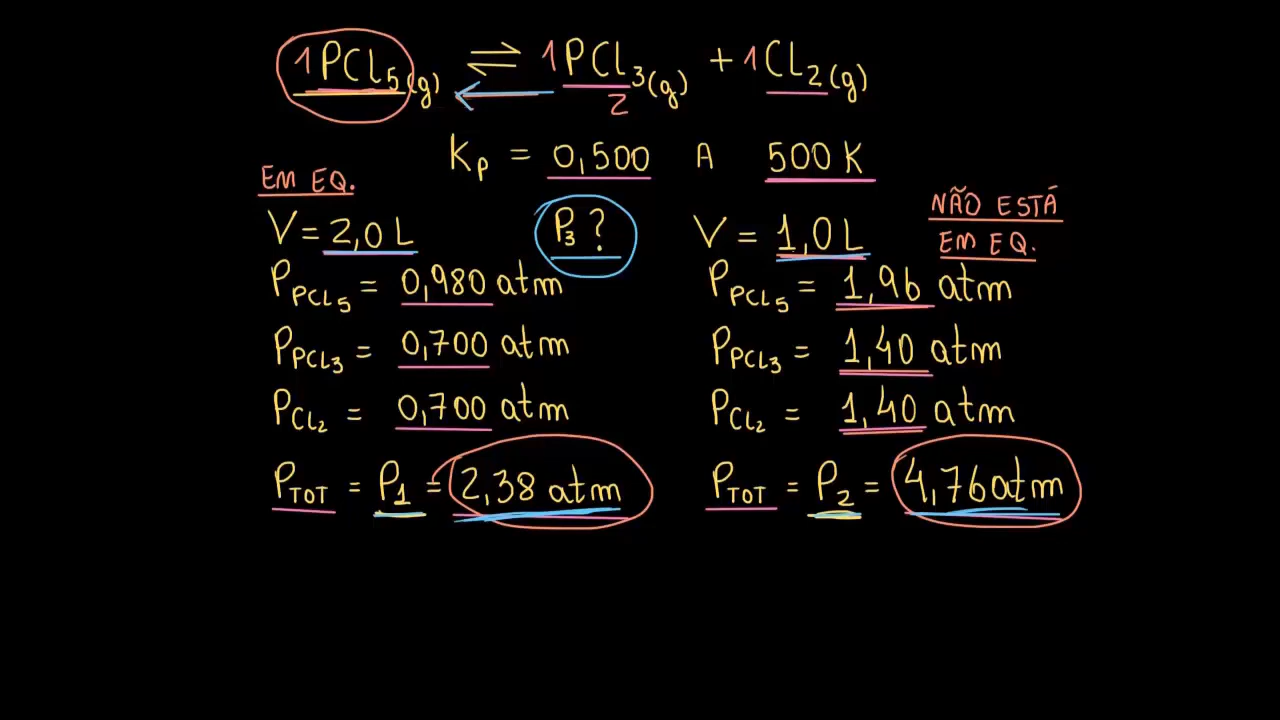 1PCL5(g) ⇌ 1PCL3(g) + 1CL2(g)
2
Kp = 0,500 A 500 K
EM EQ.
V = 2,0 L
PPCL5 = 0,980 atm
PPCL3 = 0,700 atm
PCL2 = 0,700 atm
PTOT = P1 = 2,38 atm
P3 ?
NÃO ESTÁ
EM EQ.
V = 1,0 L
PPCL5 = 1,96 atm
PPCL3 = 1,40 atm
PCL2 = 1,40 atm
PTOT = P2 = 4,76 atm